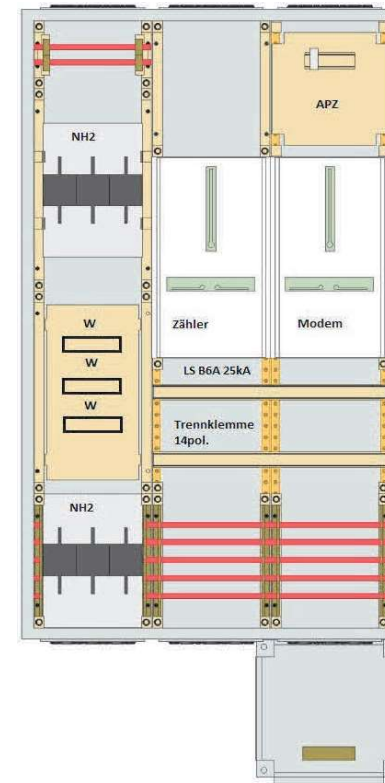 APZ
NH2
Zähler
Modem
W
W
W
LS B6A 25kA
Trennklemme
14pol.
NH2